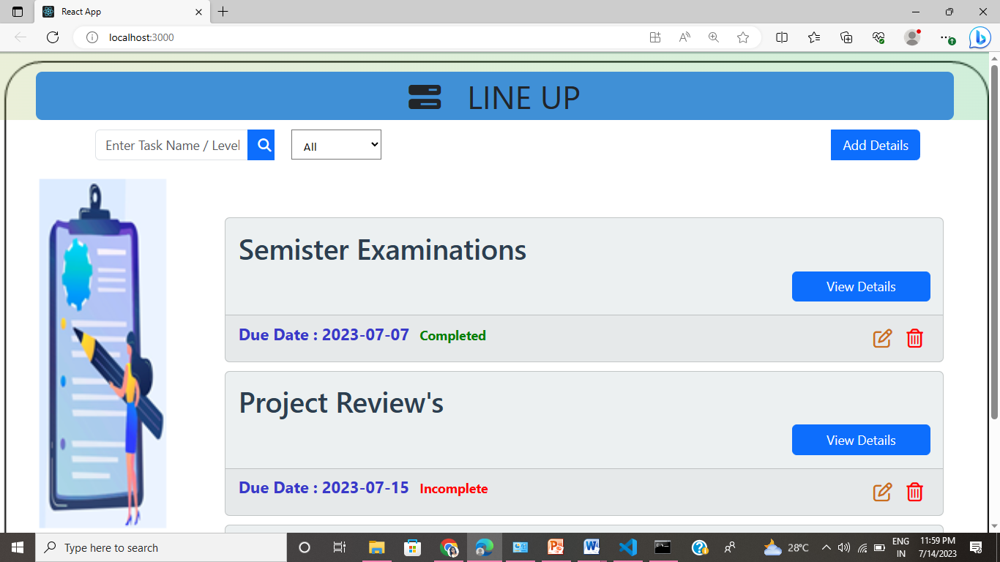 React App
localhost:3000
LINE UP
Enter Task Name / Level
All
Add Details
Semister Examinations
View Details
Due Date : 2023-07-07 Completed
Project Review's
View Details
Due Date : 2023-07-15 Incomplete
Type here to search
28°C
ENG
IN
11:59 PM
7/14/2023